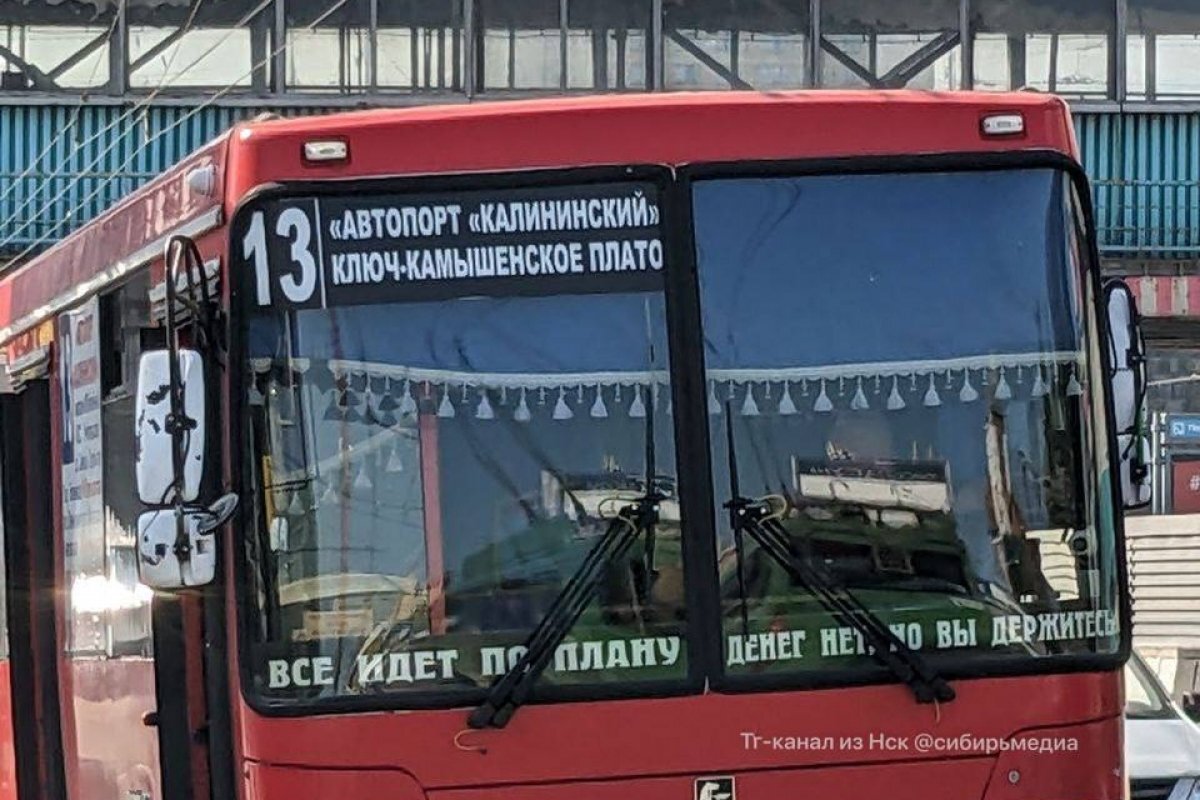 13
«АВТОПОРТ «КАЛИНИНСКИЙ»
КЛЮЧ-КАМЫШЕНСКОЕ ПЛАТО
ВСЕ ИДЕТ ПО ПЛАНУ
ДЕНЕГ НЕТ, НО ВЫ ДЕРЖИТЕСЬ
Тг-канал из Нск @сибирьмедиа